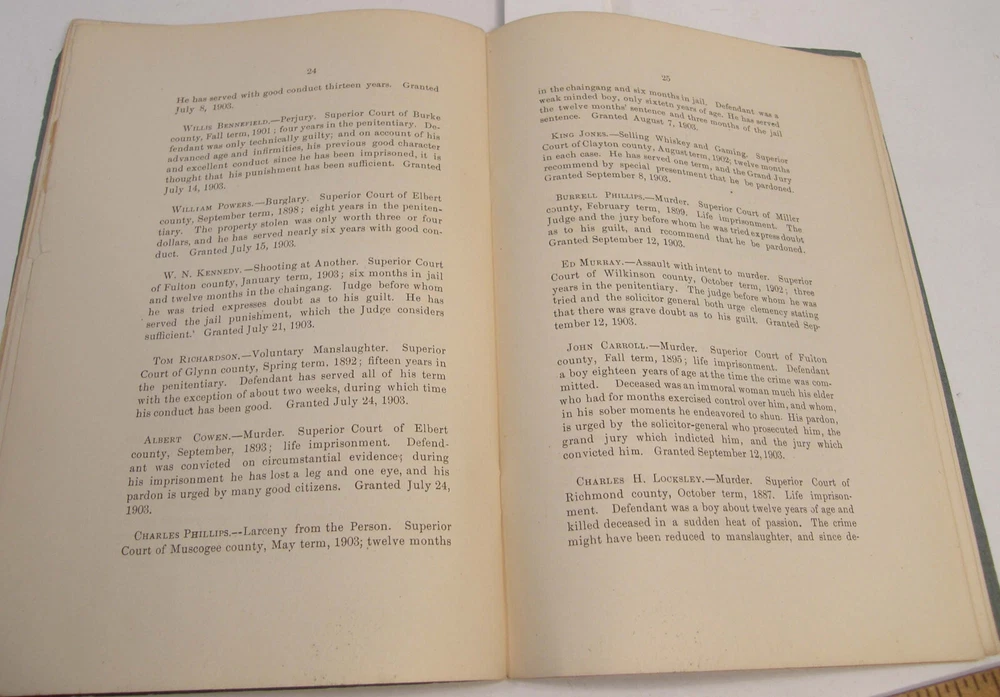 24
He has served with good conduct thirteen years. Granted
July 8, 1903.
WILLIS BENNEFIELD.—Perjury. Superior Court of Burke
county, Fall term, 1901; four years in the penitentiary. De-
fendant was only technically guilty; and on account of his
advanced age and infirmities, his previous good character
and excellent conduct since he has been imprisoned, it is
thought that his punishment has been sufficient. Granted
July 14, 1903.
WILLIAM POWERS.—Burglary. Superior Court of Elbert
county, September term, 1898; eight years in the peniten-
tiary. The property stolen was only worth three or four
dollars, and he has served nearly six years with good con-
duct. Granted July 15, 1903.
W. N. KENNEDY.—Shooting at Another. Superior Court
of Fulton county, January term, 1903; six months in jail
and twelve months in the chaingang. Judge before whom
he was tried expresses doubt as to his guilt. He has
served the jail punishment, which the Judge considers
sufficient.' Granted July 21, 1903.
TOM RICHARDSON.—Voluntary Manslaughter. Superior
Court of Glynn county, Spring term, 1892; fifteen years in
the penitentiary. Defendant has served all of his term
with the exception of about two weeks, during which time
his conduct has been good. Granted July 24, 1903.
ALBERT COWEN.—Murder. Superior Court of Elbert
county, September, 1893; life imprisonment. Defend-
ant was convicted on circumstantial evidence; during
his imprisonment he has lost a leg and one eye, and his
pardon is urged by many good citizens. Granted July 24,
1903.
CHARLES PHILLIPS.--Larceny from the Person. Superior
Court of Muscogee county, May term, 1903; twelve months
25
in the chaingang and six months in jail. Defendant was a
weak minded boy, only sixtetn years of age. He has served
the twelve months' sentence and three months of the jail
sentence. Granted August 7, 1903.
KING JONES.—Selling Whiskey and Gaming. Superior
Court of Clayton county, August term, 1902; twelve months
in each case. He has served one term, and the Grand Jury
recommend by special presentment that he be pardoned.
Granted September 8, 1903.
BURRELL PHILLIPS.—Murder. Superior Court of Miller
county, February term, 1899. Life imprisonment. The
Judge and the jury before whom he was tried express doubt
as to his guilt, and recommend that he be pardoned.
Granted September 12, 1903.
ED MURRAY.—Assault with intent to murder. Superior
Court of Wilkinson county, October term, 1902; three
years in the penitentiary. The judge before whom he was
tried and the solicitor general both urge clemency stating
that there was grave doubt as to his guilt. Granted Sep-
tember 12, 1903.
JOHN CARROLL.—Murder. Superior Court of Fulton
county, Fall term, 1895; life imprisonment. Defendant
a boy eighteen years of age at the time the crime was com-
mitted. Deceased was an immoral woman much his elder
who had for months exercised control over him, and whom,
in his sober moments he endeavored to shun. His pardon,
is urged by the solicitor-general who prosecuted him, the
grand jury which indicted him, and the jury which
convicted him. Granted September 12, 1903.
CHARLES H. LOCKSLEY.—Murder. Superior Court of
Richmond county, October term, 1887. Life imprison-
ment. Defendant was a boy about twelve years of age and
killed deceased in a sudden heat of passion. The crime
might have been reduced to manslaughter, and since de-